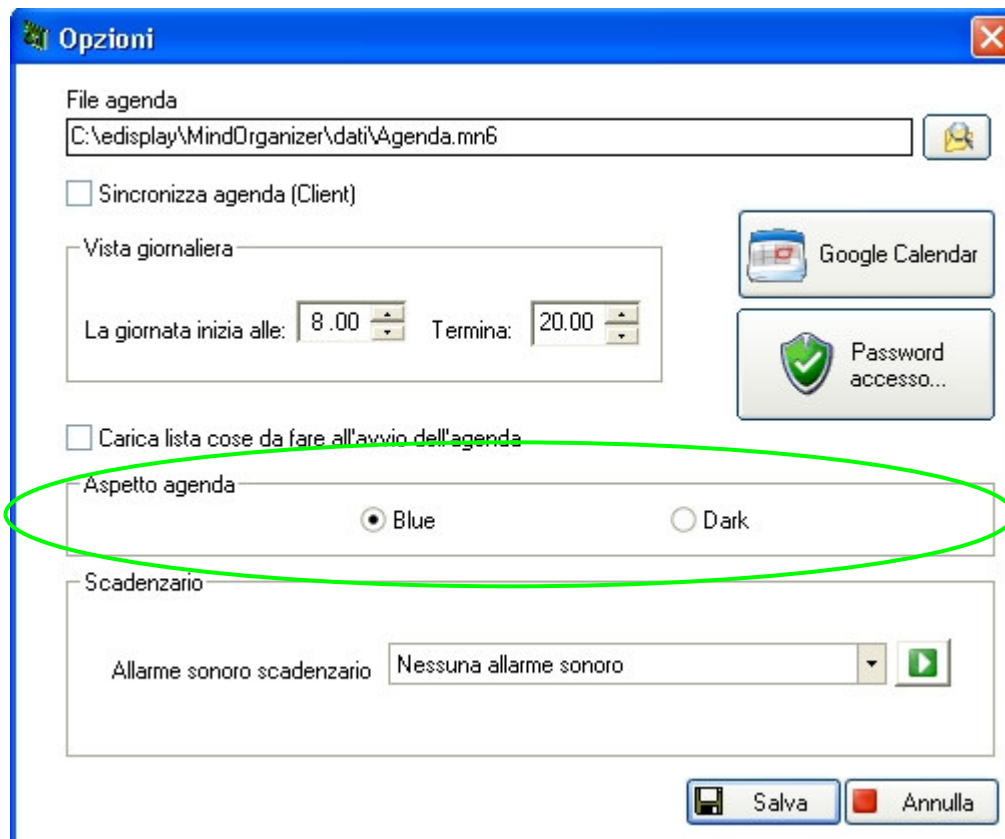 Opzioni
File agenda
C:\edisplay\MindOrganizer\dati\Agenda.mn6
Sincronizza agenda (Client)
Vista giornaliera
La giornata inizia alle: 8.00 Termina: 20.00
Google Calendar
Password
accesso...
Carica lista cose da fare all'avvio dell'agenda
Aspetto agenda
Blue Dark
Scadenzario
Allarme sonoro scadenzario Nessuna allarme sonoro
Salva Annulla